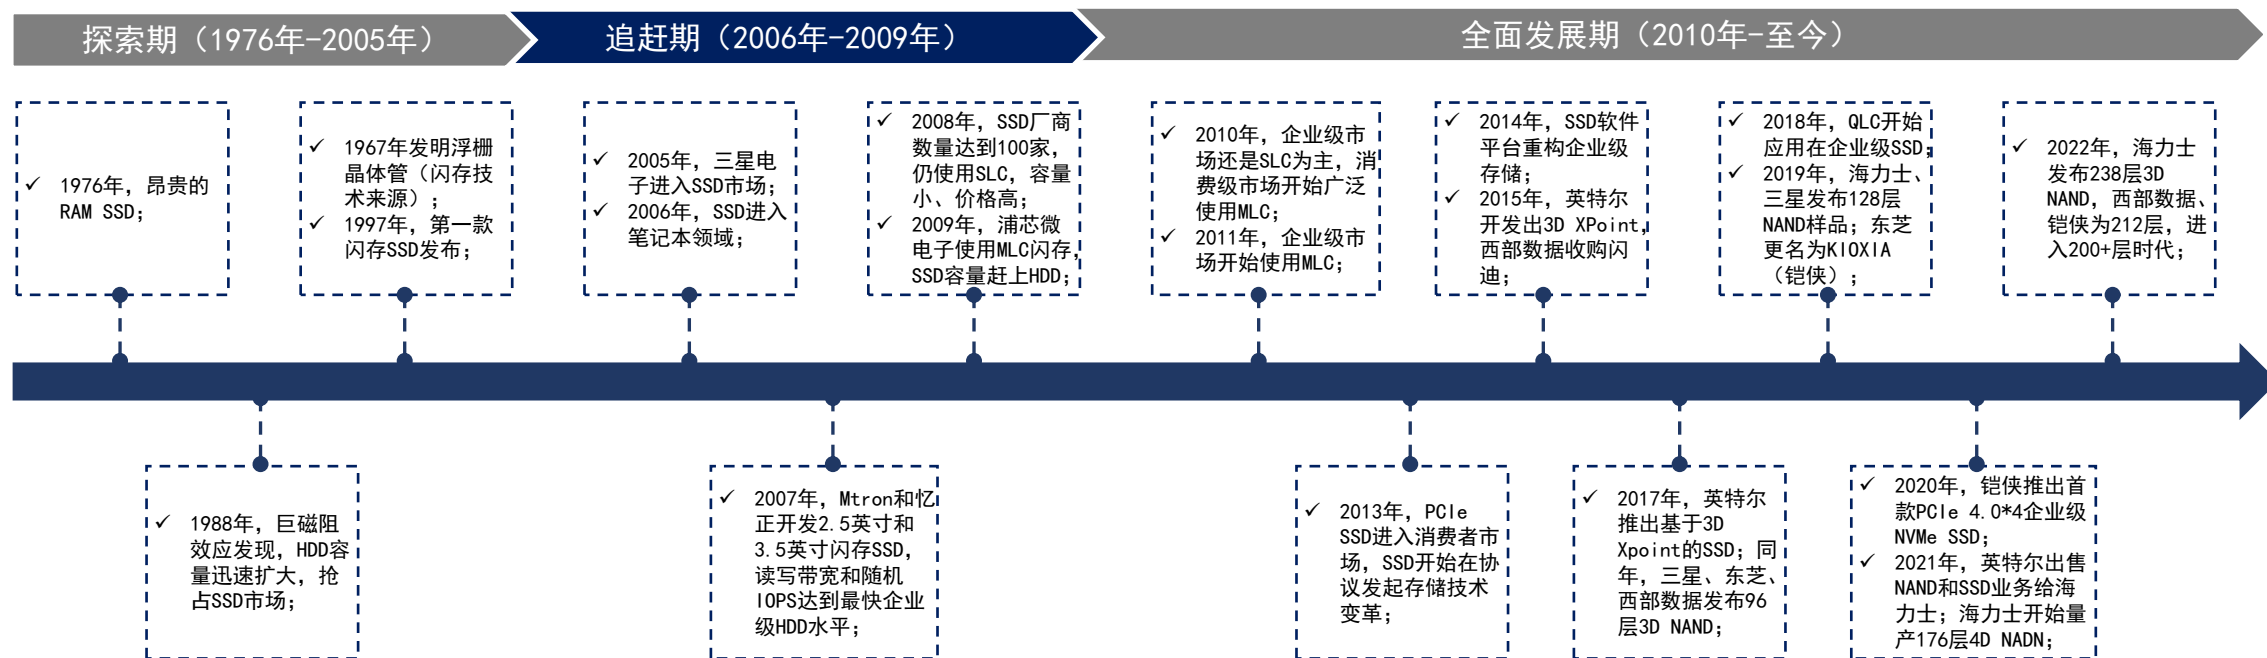 探索期（1976年-2005年）
追赶期（2006年-2009年）
全面发展期（2010年-至今）
✓ 1976年，昂贵的
RAM SSD；
✓ 1967年发明浮栅
晶体管（闪存技
术来源）；
✓ 1997年，第一款
闪存SSD发布；
✓ 2005年，三星电
子进入SSD市场；
✓ 2006年，SSD进入
笔记本领域；
✓ 2008年，SSD厂商
数量达到100家，
仍使用SLC，容量
小、价格高；
✓ 2009年，浦芯微
电子使用MLC闪存，
SSD容量赶上HDD；
✓ 2010年，企业级市
场还是SLC为主，消
费级市场开始广泛
使用MLC；
✓ 2011年，企业级市
场开始使用MLC；
✓ 2014年，SSD软件
平台重构企业级
存储；
✓ 2015年，英特尔
开发出3D XPoint，
西部数据收购闪
迪；
✓ 2018年，QLC开始
应用在企业级SSD；
✓ 2019年，海力士、
三星发布128层
NAND样品；东芝
更名为KIOXIA
（铠侠）；
✓ 2022年，海力士
发布238层3D
NAND，西部数据、
铠侠为212层，进
入200+层时代；
✓ 1988年，巨磁阻
效应发现，HDD容
量迅速扩大，抢
占SSD市场；
✓ 2007年，Mtron和忆
正开发2.5英寸和
3.5英寸闪存SSD，
读写带宽和随机
IOPS达到最快企业
级HDD水平；
✓ 2013年，PCIe
SSD进入消费者市
场，SSD开始在协
议发起存储技术
变革；
✓ 2017年，英特尔
推出基于3D
Xpoint的SSD；同
年，三星、东芝、
西部数据发布96
层3D NAND；
✓ 2020年，铠侠推出首
款PCIe 4.0*4企业级
NVMe SSD；
✓ 2021年，英特尔出售
NAND和SSD业务给海
力士；海力士开始量
产176层4D NADN；